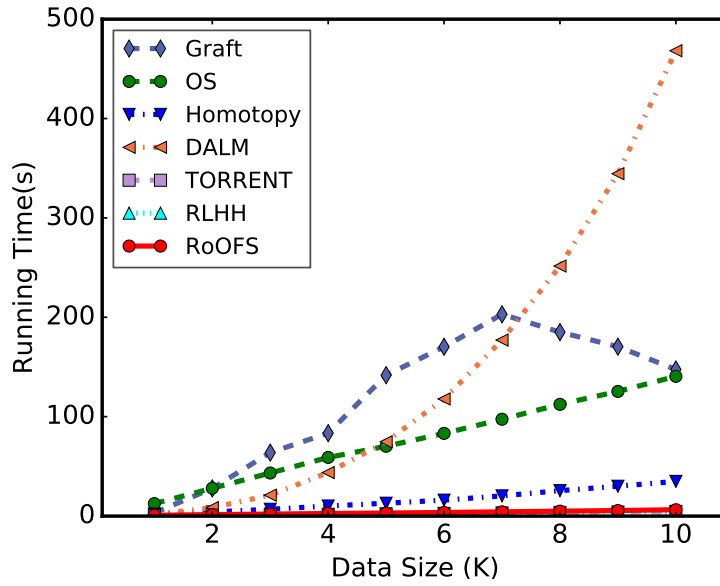 500
400
300
200
100
0
Running Time(s)
Graft
OS
Homotopy
DALM
TORRENT
RLHH
RoOFS
2 4 6 8 10
Data Size (K)